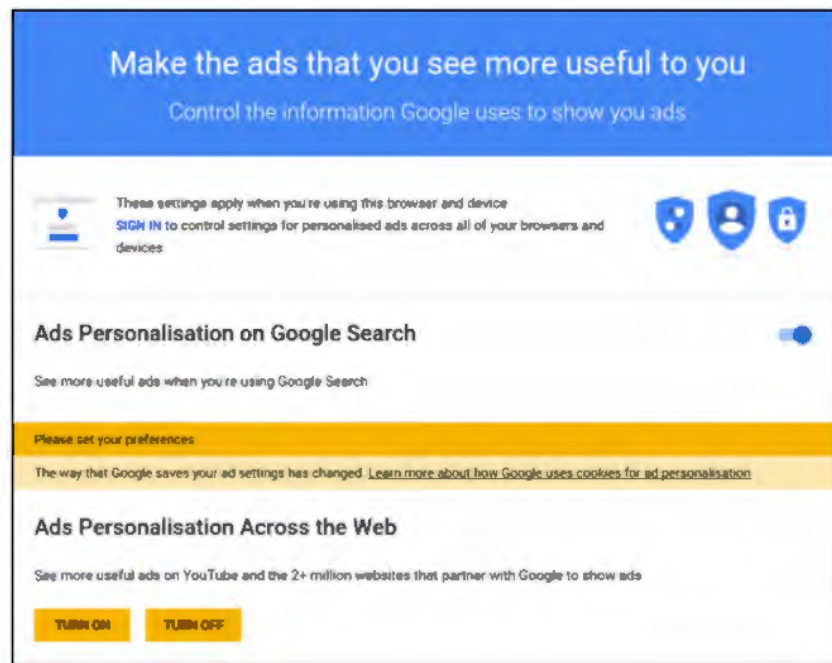 Make the ads that you see more useful to you
Control the information Google uses to show you ads
These settings apply when you're using this browser and device
SIGN IN to control settings for personalised ads across all of your browsers and
devices
Ads Personalisation on Google Search
See more useful ads when you're using Google Search
Please set your preferences
The way that Google saves your ad settings has changed. Learn more about how Google uses cookies for ad personalisation
Ads Personalisation Across the Web
See more useful ads on YouTube and the 2+ million websites that partner with Google to show ads
TURN ON TURN OFF